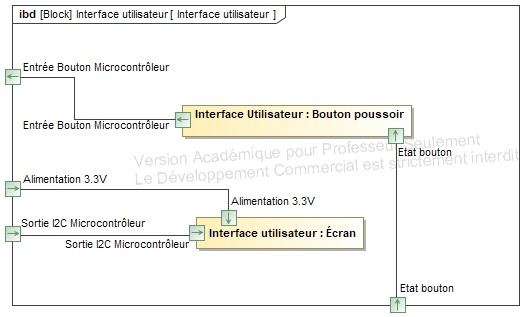 ibd [Block] Interface utilisateur [ Interface utilisateur ]
Entrée Bouton Microcontrôleur
Interface Utilisateur : Bouton poussoir
Entrée Bouton Microcontrôleur
Version Académique pour Professeur Seulement
Le Développement Commercial est strictement interdit
Etat bouton
Alimentation 3.3V
Alimentation 3.3V
Sortie I2C Microcontrôleur
Interface utilisateur : Écran
Sortie I2C Microcontrôleur
Etat bouton